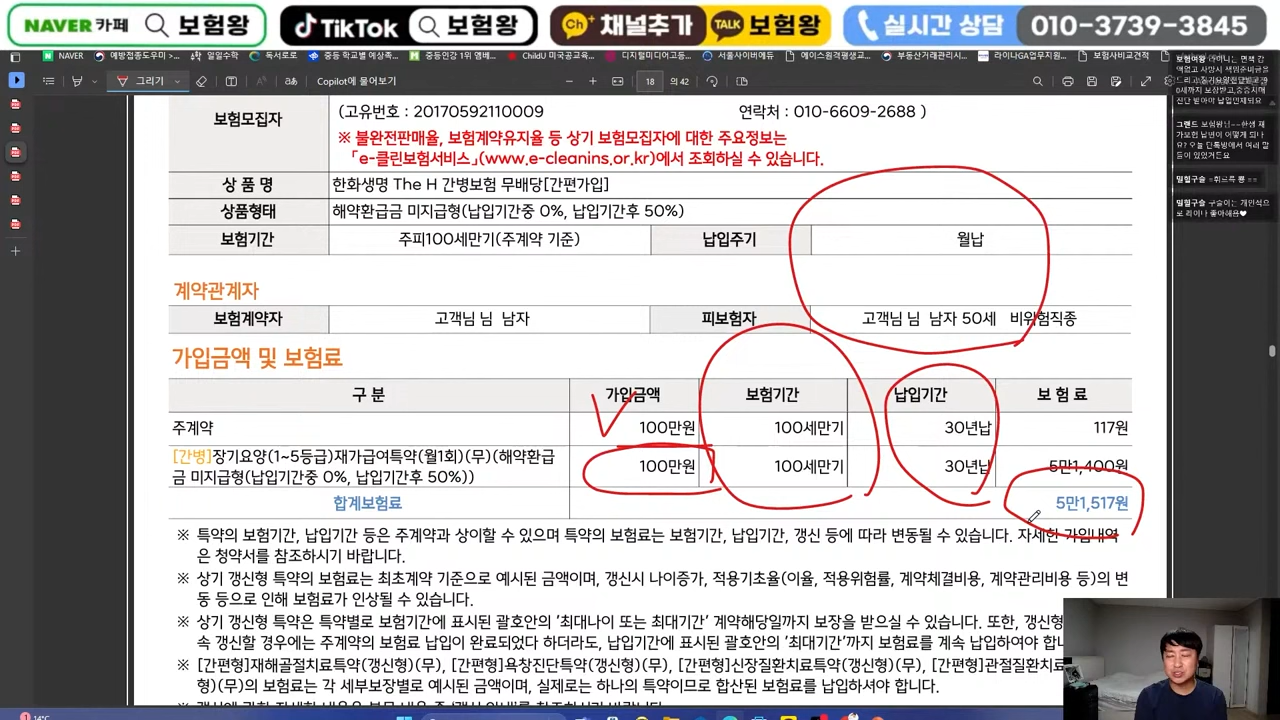 NAVER 카페 보험왕 TikTok 보험왕 Ch+ 채널추가 TALK 보험왕 실시간 상담 010-3739-3845
NAVER 서울사이버에듀
그리기 Copilot에 물어보기 18 의 42
보험모집자
(고유번호 : 20170592110009 연락처 : 010-6609-2688 )
※ 불완전판매율, 보험계약유지율 등 상기 보험모집자에 대한 주요정보는
「e-클린보험서비스」(www.e-cleanins.or.kr)에서 조회하실 수 있습니다.
상 품 명 한화생명 The H 간병보험 무배당[간편가입]
상품형태 해약환급금 미지급형(납입기간중 0%, 납입기간후 50%)
보험기간 주피100세만기(주계약 기준) 납입주기 월납
계약관계자
보험계약자 고객님 님 남자 피보험자 고객님 님 남자 50세 비위험직종
가입금액 및 보험료
구 분 가입금액 보험기간 납입기간 보 험 료
주계약 100만원 100세만기 30년납 117원
[간병]장기요양(1~5등급)재가급여특약(월1회)(무)(해약환급
금 미지급형(납입기간중 0%, 납입기간후 50%)) 100만원 100세만기 30년납 5만1,400원
합계보험료 5만1,517원
※ 특약의 보험기간, 납입기간 등은 주계약과 상이할 수 있으며 특약의 보험료는 보험기간, 납입기간, 갱신 등에 따라 변동될 수 있습니다. 자세한 가입내역
은 청약서를 참조하시기 바랍니다.
※ 상기 갱신형 특약의 보험료는 최초계약 기준으로 예시된 금액이며, 갱신시 나이증가, 적용기초율(이율, 적용위험률, 계약체결비용, 계약관리비용 등)의 변
동 등으로 인해 보험료가 인상될 수 있습니다.
※ 상기 갱신형 특약은 특약별로 보험기간에 표시된 괄호안의 '최대나이 또는 최대기간' 계약해당일까지 보장을 받으실 수 있습니다. 또한, 갱신형
속 갱신할 경우에는 주계약의 보험료 납입이 완료되었다 하더라도, 납입기간에 표시된 괄호안의 '최대기간'까지 보험료를 계속 납입하여야 합니
※ [간편형]재해골절치료특약(갱신형)(무), [간편형]욕창진단특약(갱신형)(무), [간편형]신장질환치료특약(갱신형)(무), [간편형]관절질환치료
형)(무)의 보험료는 각 세부보장별로 예시된 금액이며, 실제로는 하나의 특약이므로 합산된 보험료를 납입하셔야 합니다.
14°C